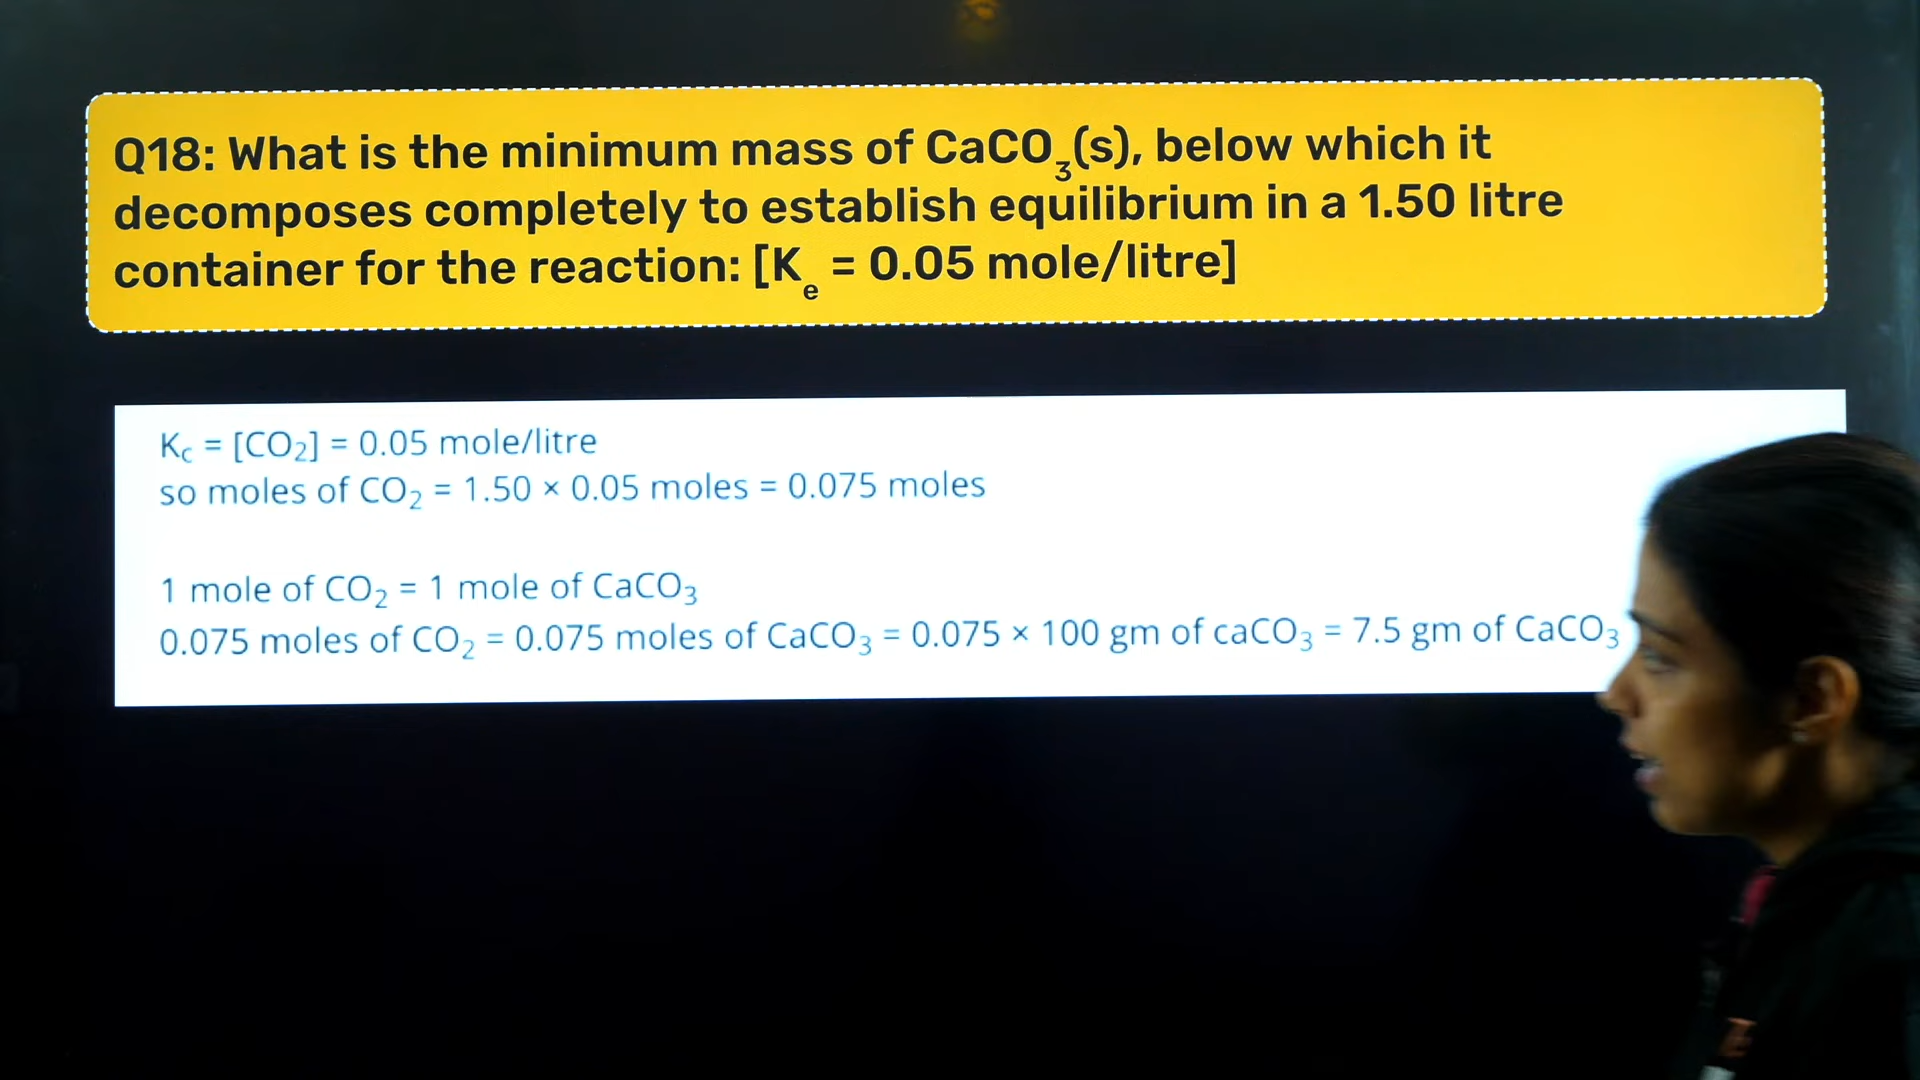 Q18: What is the minimum mass of CaCO₃(s), below which it
decomposes completely to establish equilibrium in a 1.50 litre
container for the reaction: [Kₑ = 0.05 mole/litre]
K꜀ = [CO₂] = 0.05 mole/litre
so moles of CO₂ = 1.50 × 0.05 moles = 0.075 moles
1 mole of CO₂ = 1 mole of CaCO₃
0.075 moles of CO₂ = 0.075 moles of CaCO₃ = 0.075 × 100 gm of caCO₃ = 7.5 gm of CaCO₃